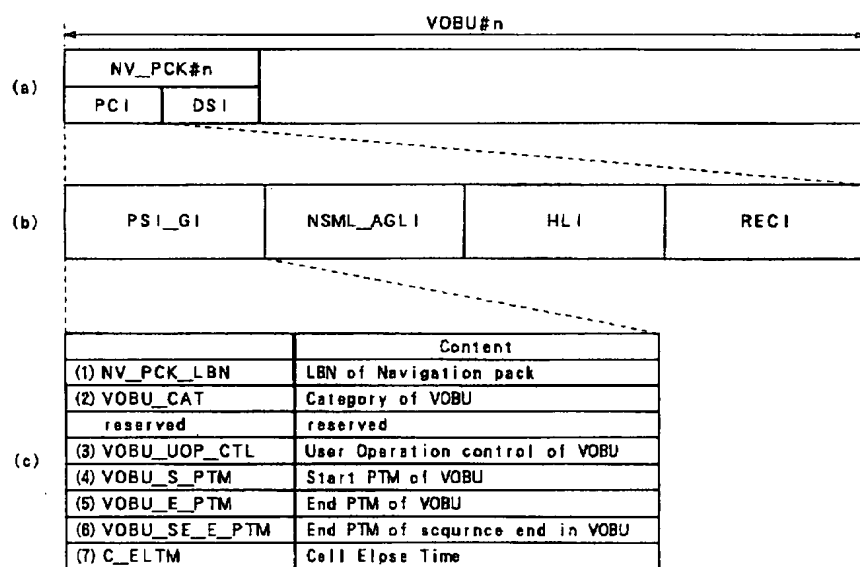 VOBU#n
(a)
NV_PCK#n
PCI DSI
(b)
PSI_GI NSML_AGLI HLI RECI
(c)
Content
(1) NV_PCK_LBN LBN of Navigation pack
(2) VOBU_CAT Category of VOBU
reserved reserved
(3) VOBU_UOP_CTL User Operation control of VOBU
(4) VOBU_S_PTM Start PTM of VOBU
(5) VOBU_E_PTM End PTM of VOBU
(6) VOBU_SE_E_PTM End PTM of scqurnce end in VOBU
(7) C_ELTM Cell Elpse Time